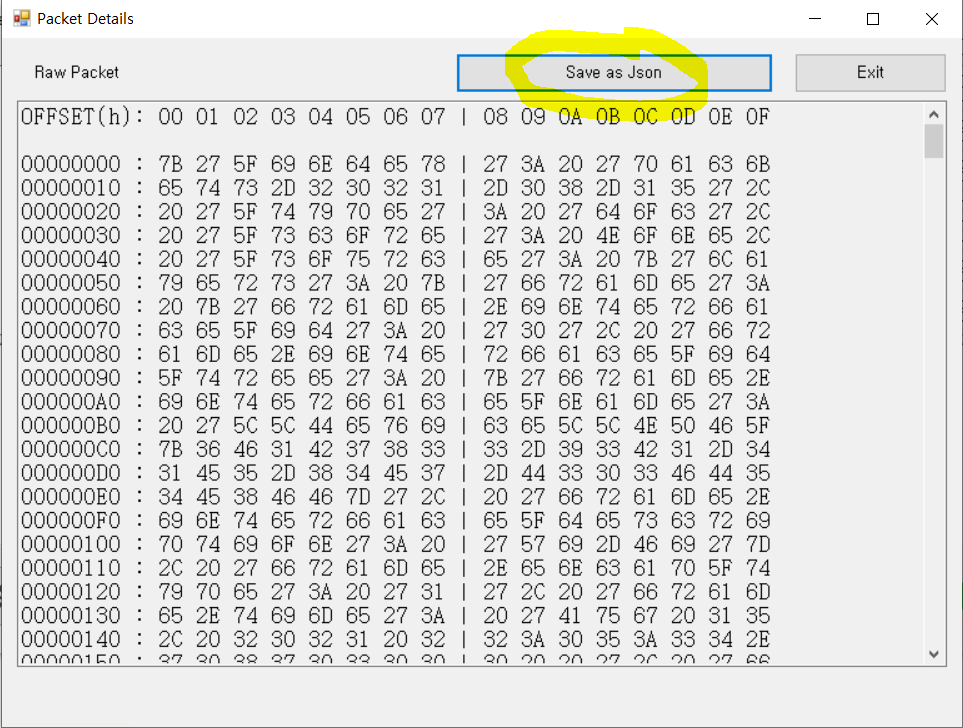 Packet Details
Raw Packet Save as Json Exit
OFFSET(h): 00 01 02 03 04 05 06 07 | 08 09 0A 0B 0C 0D 0E 0F
00000000 : 7B 27 5F 69 6E 64 65 78 | 27 3A 20 27 70 61 63 6B
00000010 : 65 74 73 2D 32 30 32 31 | 2D 30 38 2D 31 35 27 2C
00000020 : 20 27 5F 74 79 70 65 27 | 3A 20 27 64 6F 63 27 2C
00000030 : 20 27 5F 73 63 6F 72 65 | 27 3A 20 4E 6F 6E 65 2C
00000040 : 20 27 5F 73 6F 75 72 63 | 65 27 3A 20 7B 27 6C 61
00000050 : 79 65 72 73 27 3A 20 7B | 27 66 72 61 6D 65 27 3A
00000060 : 20 7B 27 66 72 61 6D 65 | 2E 69 6E 74 65 72 66 61
00000070 : 63 65 5F 69 64 27 3A 20 | 27 30 27 2C 20 27 66 72
00000080 : 61 6D 65 2E 69 6E 74 65 | 72 66 61 63 65 5F 69 64
00000090 : 5F 74 72 65 65 27 3A 20 | 7B 27 66 72 61 6D 65 2E
000000A0 : 69 6E 74 65 72 66 61 63 | 65 5F 6E 61 6D 65 27 3A
000000B0 : 20 27 5C 5C 44 65 76 69 | 63 65 5C 5C 4E 50 46 5F
000000C0 : 7B 36 46 31 42 37 38 33 | 33 2D 39 33 42 31 2D 34
000000D0 : 31 45 35 2D 38 34 45 37 | 2D 44 33 30 33 46 44 35
000000E0 : 34 45 38 46 46 7D 27 2C | 20 27 66 72 61 6D 65 2E
000000F0 : 69 6E 74 65 72 66 61 63 | 65 5F 64 65 73 63 72 69
00000100 : 70 74 69 6F 6E 27 3A 20 | 27 57 69 2D 46 69 27 7D
00000110 : 2C 20 27 66 72 61 6D 65 | 2E 65 6E 63 61 70 5F 74
00000120 : 79 70 65 27 3A 20 27 31 | 27 2C 20 27 66 72 61 6D
00000130 : 65 2E 74 69 6D 65 27 3A | 20 27 41 75 67 20 31 35
00000140 : 2C 20 32 30 32 31 20 32 | 32 3A 30 35 3A 33 34 2E
00000150 : 37 30 38 37 30 33 30 30 | 30 20 20 27 2C 20 27 66